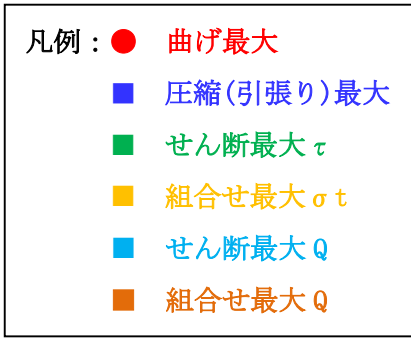 凡例：● 曲げ最大
■ 圧縮(引張り)最大
■ せん断最大τ
■ 組合せ最大σt
■ せん断最大Q
■ 組合せ最大Q